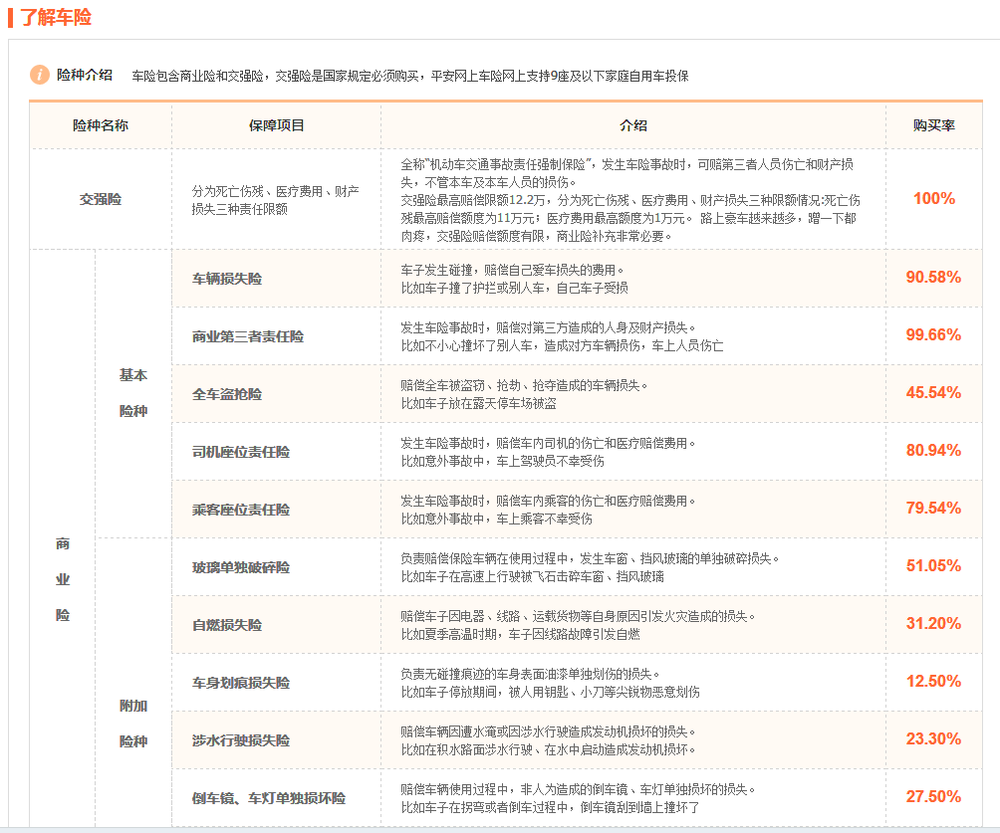 了解车险
i 险种介绍 车险包含商业险和交强险，交强险是国家规定必须购买，平安网上车险网上支持9座及以下家庭自用车投保
险种名称 保障项目 介绍 购买率
交强险
分为死亡伤残、医疗费用、财产
损失三种责任限额
全称“机动车交通事故责任强制保险”，发生车险事故时，可赔第三者人员伤亡和财产损
失，不管本车及本车人员的损伤。
交强险最高赔偿限额12.2万，分为死亡伤残、医疗费用、财产损失三种限额情况:死亡伤
残最高赔偿额度为11万元；医疗费用最高额度为1万元。 路上豪车越来越多，蹭一下都
肉疼，交强险赔偿额度有限，商业险补充非常必要。
100%
商
业
险
基本
险种
车辆损失险
车子发生碰撞，赔偿自己爱车损失的费用。
比如车子撞了护拦或别人车，自己车子受损
90.58%
商业第三者责任险
发生车险事故时，赔偿对第三方造成的人身及财产损失。
比如不小心撞坏了别人车，造成对方车辆损伤，车上人员伤亡
99.66%
全车盗抢险
赔偿全车被盗窃、抢劫、抢夺造成的车辆损失。
比如车子放在露天停车场被盗
45.54%
司机座位责任险
发生车险事故时，赔偿车内司机的伤亡和医疗赔偿费用。
比如意外事故中，车上驾驶员不幸受伤
80.94%
乘客座位责任险
发生车险事故时，赔偿车内乘客的伤亡和医疗赔偿费用。
比如意外事故中，车上乘客不幸受伤
79.54%
附加
险种
玻璃单独破碎险
负责赔偿保险车辆在使用过程中，发生车窗、挡风玻璃的单独破碎损失。
比如车子在高速上行驶被飞石击碎车窗、挡风玻璃
51.05%
自燃损失险
赔偿车子因电器、线路、运载货物等自身原因引发火灾造成的损失。
比如夏季高温时期，车子因线路故障引发自燃
31.20%
车身划痕损失险
负责无碰撞痕迹的车身表面油漆单独划伤的损失。
比如车子停放期间，被人用钥匙、小刀等尖锐物恶意划伤
12.50%
涉水行驶损失险
赔偿车辆因遭水淹或因涉水行驶造成发动机损坏的损失。
比如在积水路面涉水行驶、在水中启动造成发动机损坏。
23.30%
倒车镜、车灯单独损坏险
赔偿车辆使用过程中，非人为造成的倒车镜、车灯单独损坏的损失。
比如车子在拐弯或者倒车过程中，倒车镜刮到墙上撞坏了
27.50%